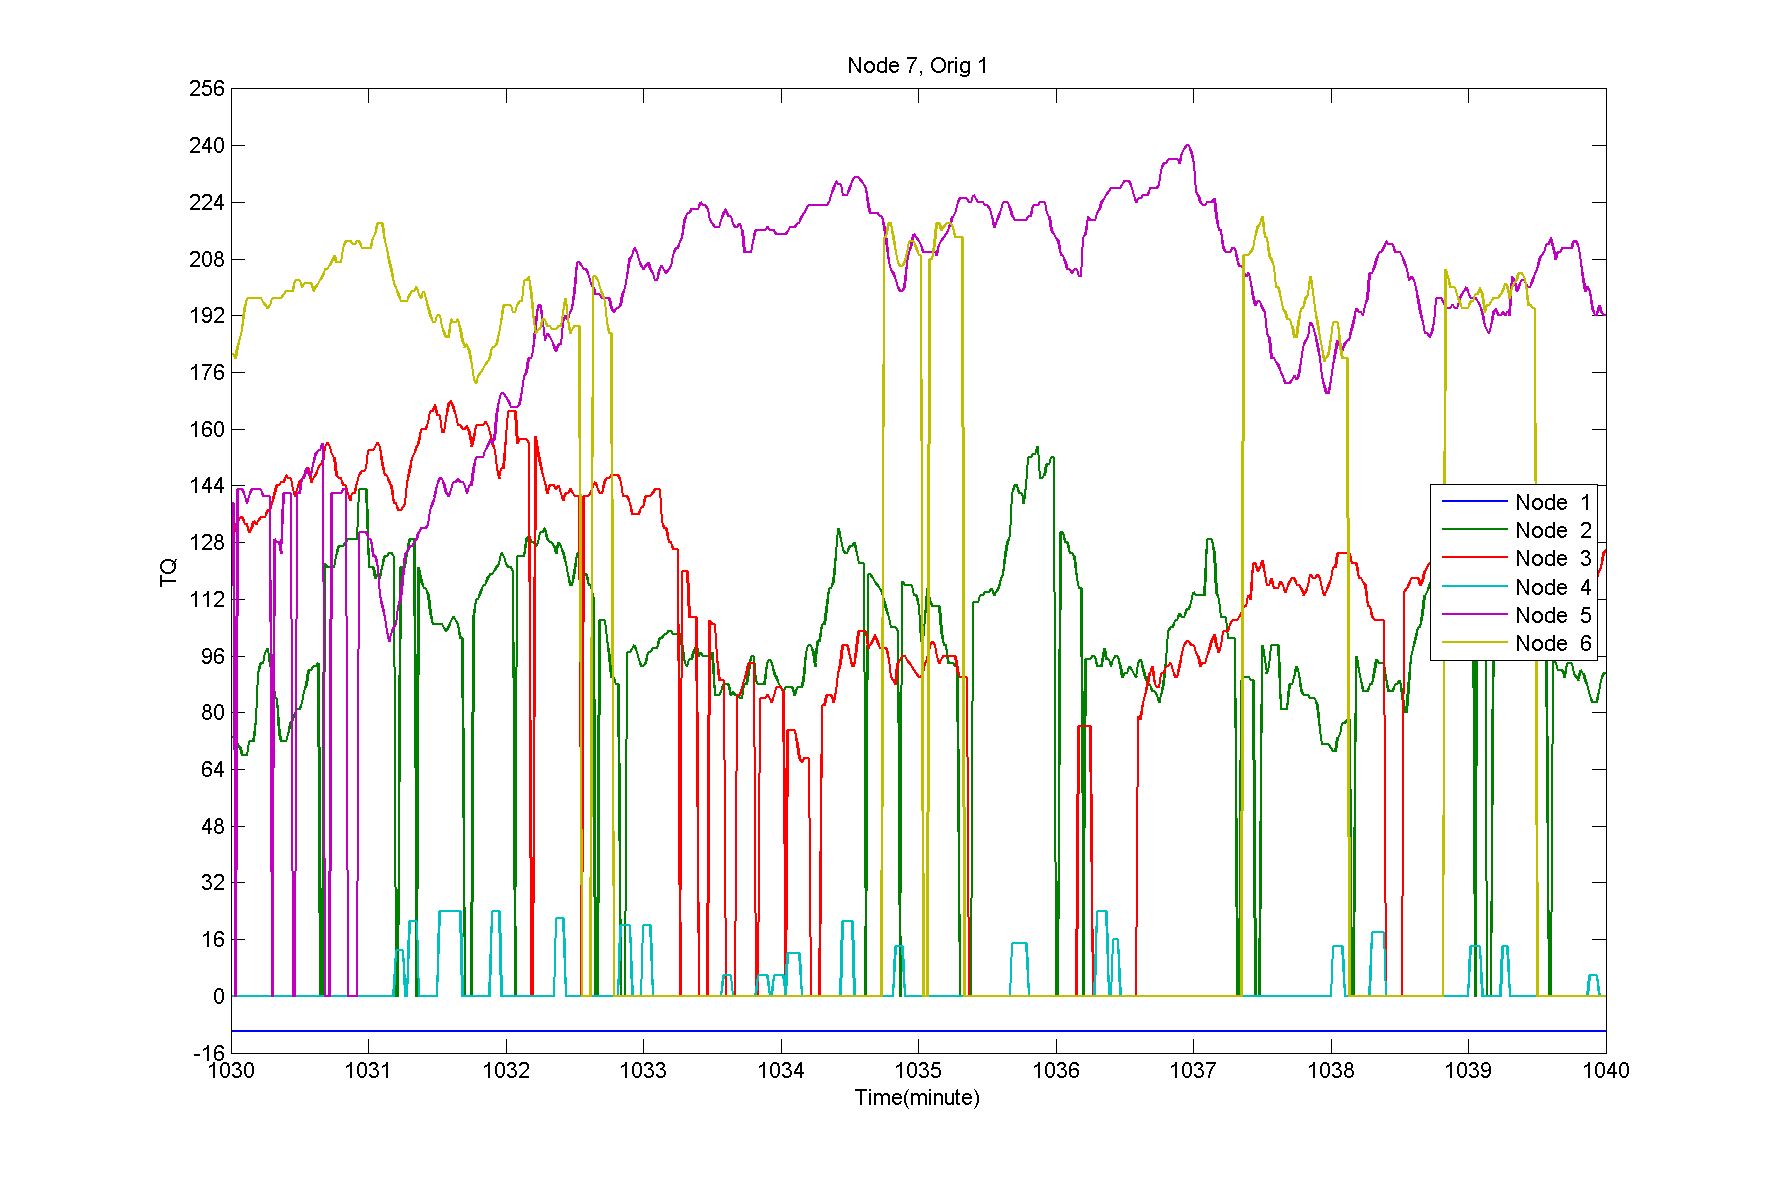 Node 7, Orig 1
256
240
224
208
192
176
160
144
128
112
96
80
64
48
32
16
0
-16
TQ
1030 1031 1032 1033 1034 1035 1036 1037 1038 1039 1040
Time(minute)
Node 1
Node 2
Node 3
Node 4
Node 5
Node 6